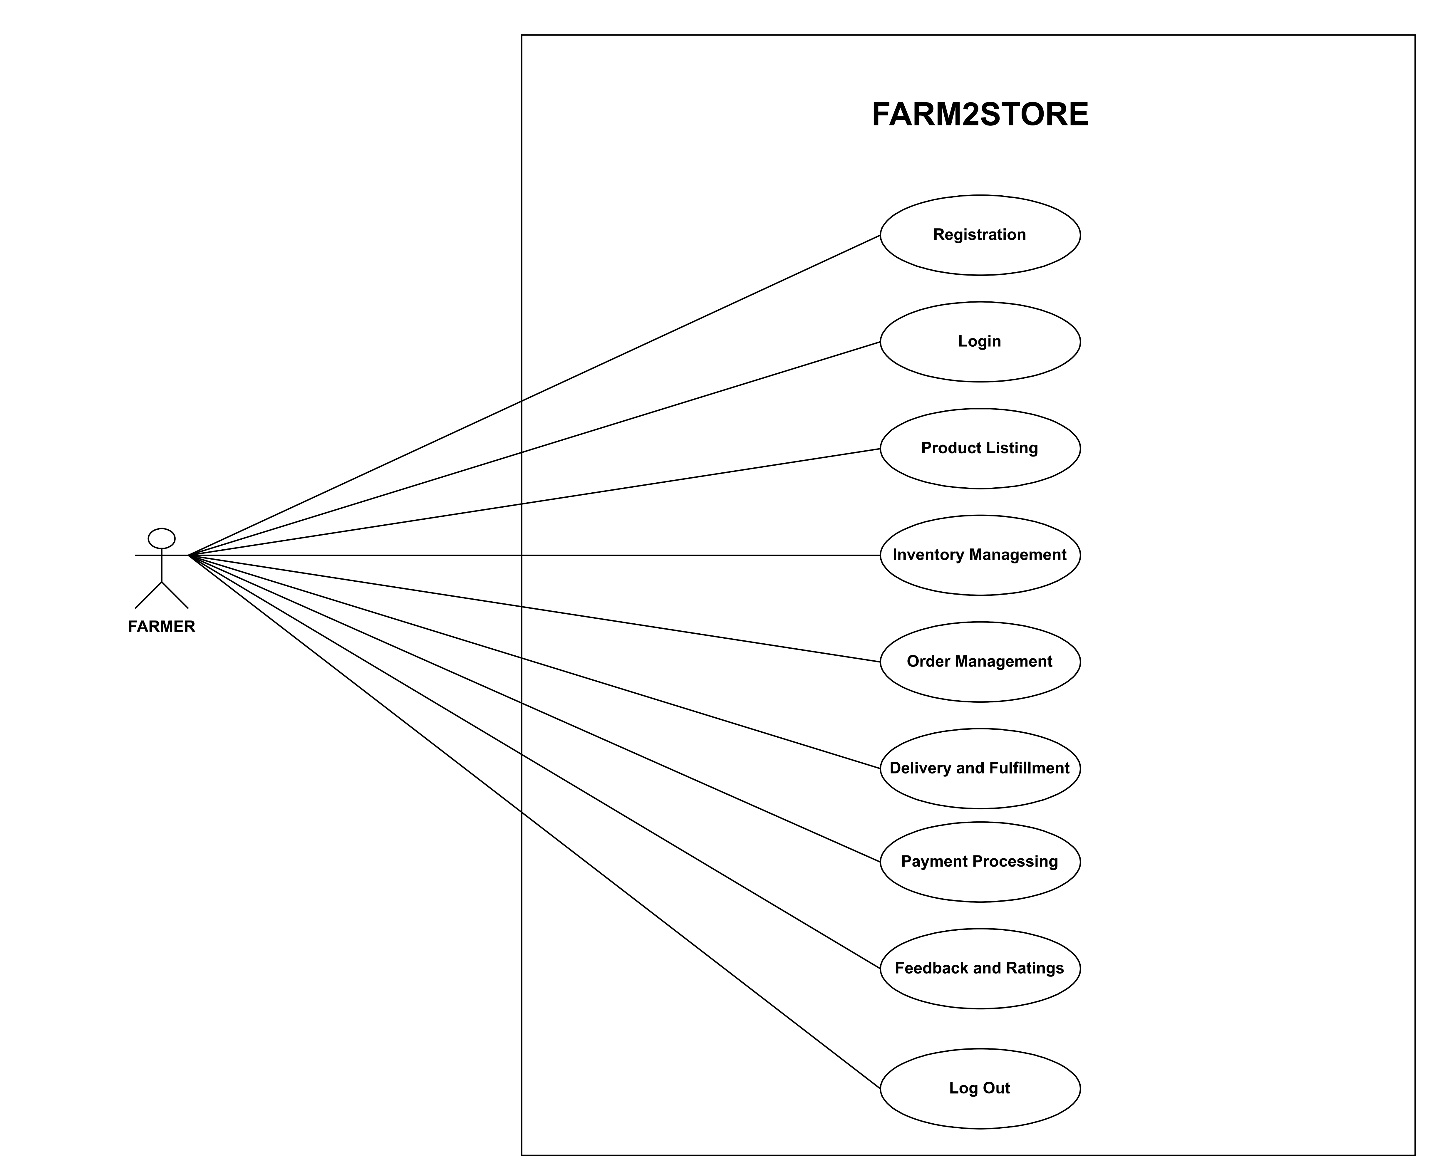 FARM2STORE
Registration
Login
Product Listing
Inventory Management
FARMER
Order Management
Delivery and Fulfillment
Payment Processing
Feedback and Ratings
Log Out